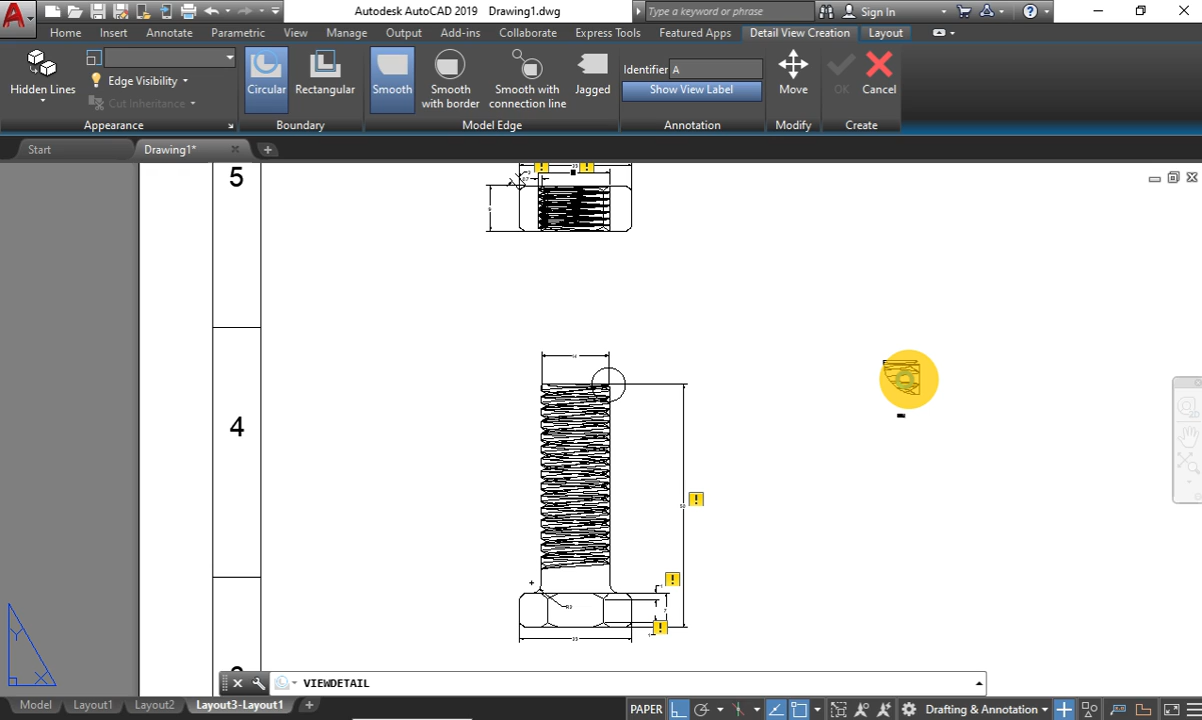 Autodesk AutoCAD 2019 Drawing1.dwg
Type a keyword or phrase
Sign In
Home Insert Annotate Parametric View Manage Output Add-ins Collaborate Express Tools Featured Apps Detail View Creation Layout
Hidden Lines
Edge Visibility
Cut Inheritance
Appearance
Circular
Rectangular
Boundary
Smooth
Smooth with border
Smooth with connection line
Jagged
Model Edge
Identifier A
Show View Label
Annotation
Move
Modify
OK
Cancel
Create
Start
Drawing1*
5
4
R2
Y
X
VIEWDETAIL
Model Layout1 Layout2 Layout3-Layout1
PAPER
Drafting & Annotation